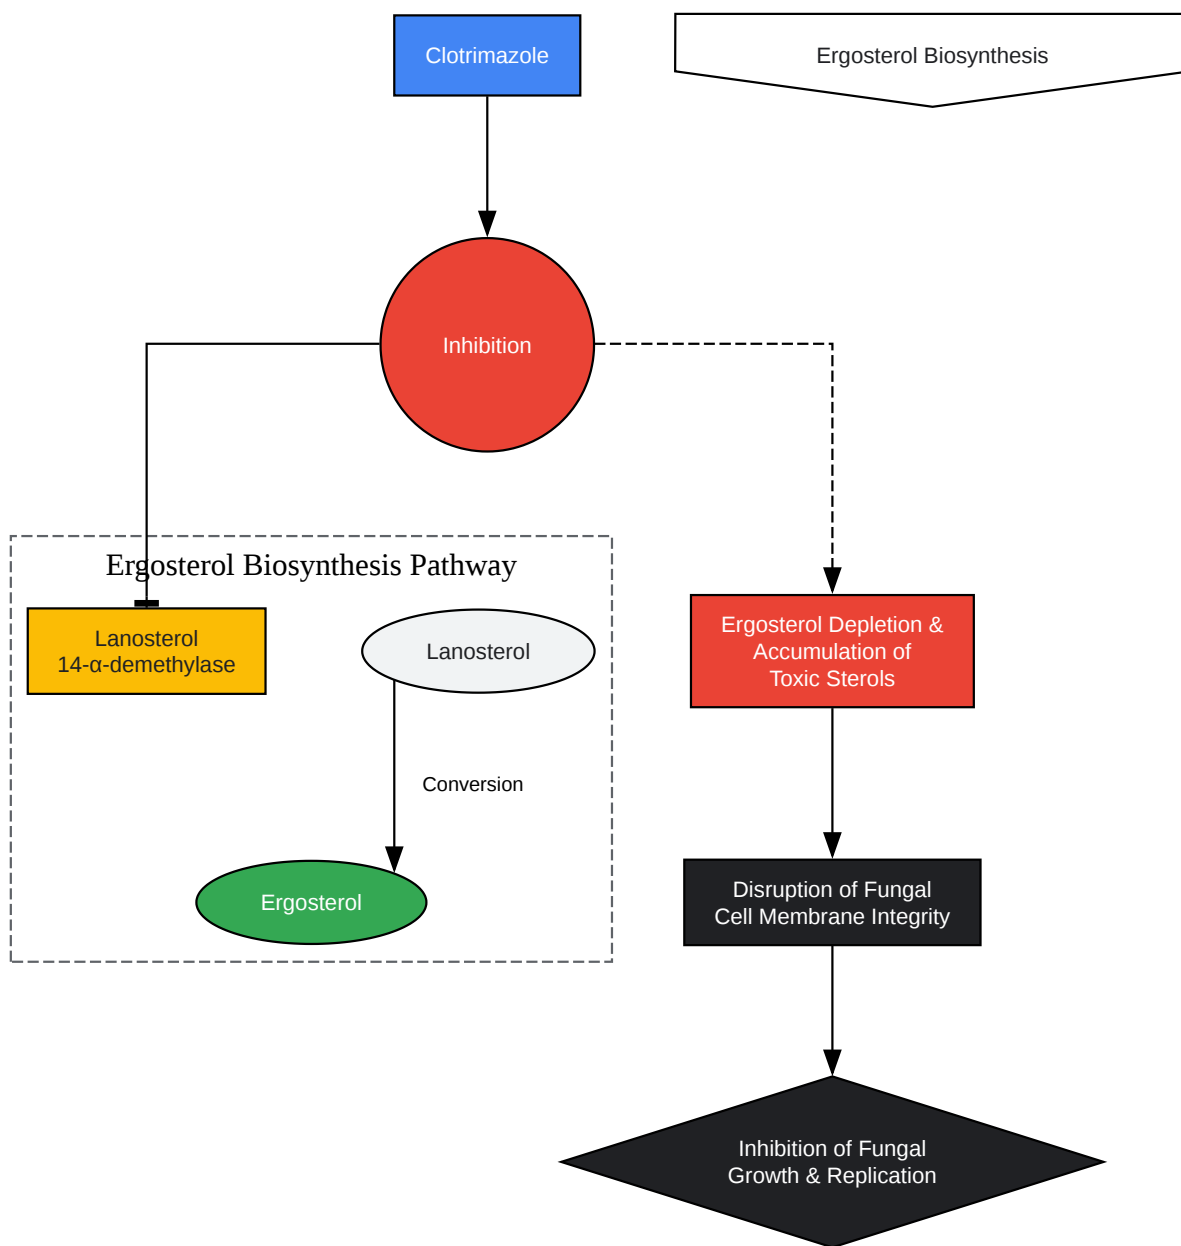 Clotrimazole
Ergosterol Biosynthesis
Inhibition
Ergosterol Biosynthesis Pathway
Lanosterol
14-α-demethylase
Lanosterol
Ergosterol Depletion &
Accumulation of
Toxic Sterols
Conversion
Ergosterol
Disruption of Fungal
Cell Membrane Integrity
Inhibition of Fungal
Growth & Replication